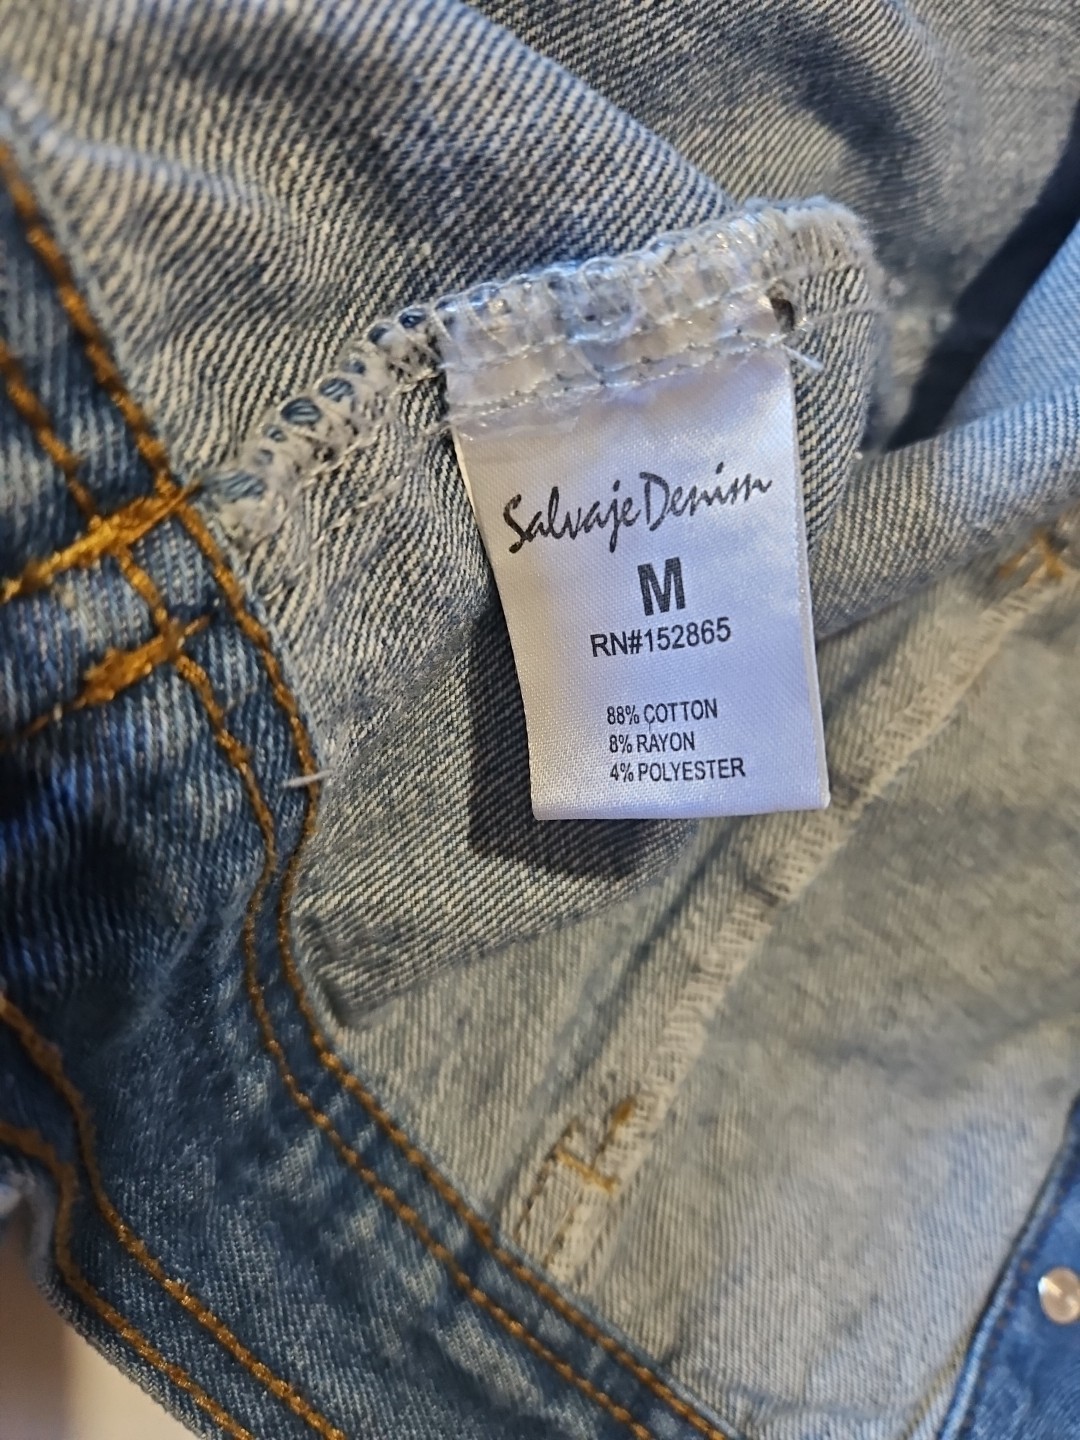 Salvaje Denim
M
RN#152865
88% COTTON
8% RAYON
4% POLYESTER